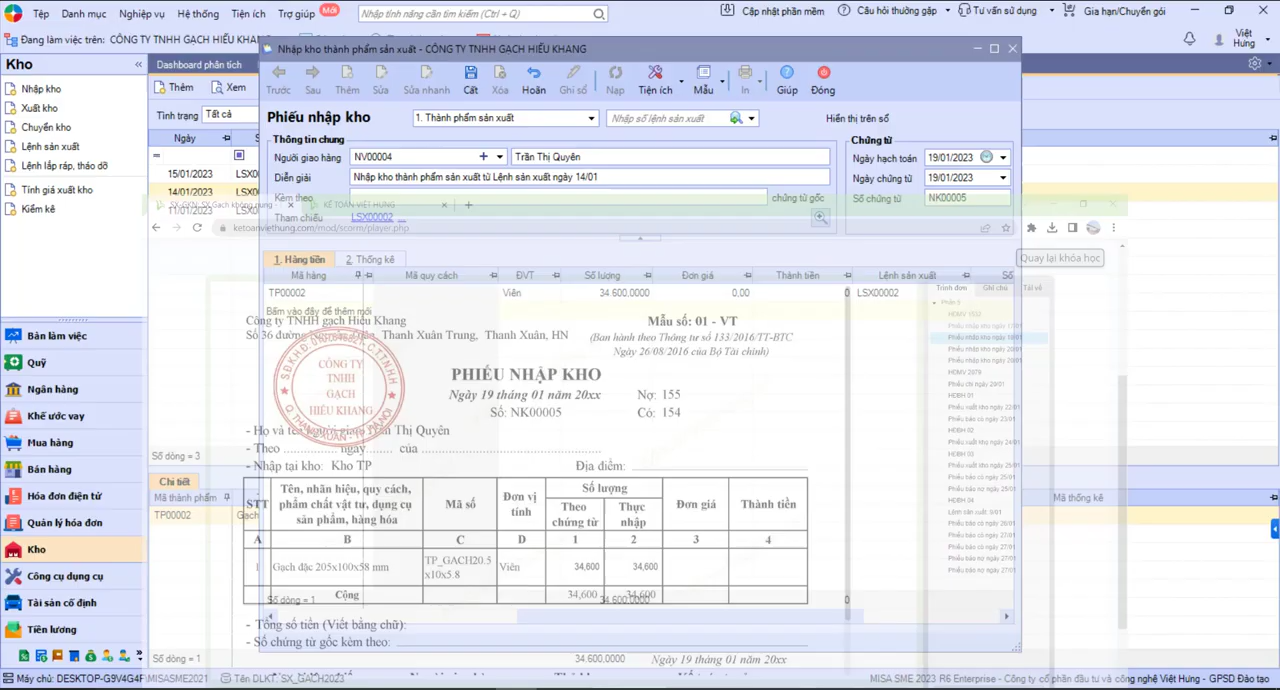 Tệp Danh mục Nghiệp vụ Hệ thống Tiện ích Trợ giúp Mới
Nhập tính năng cần tìm kiếm (Ctrl + Q)
Cập nhật phần mềm Câu hỏi thường gặp Tư vấn sử dụng Gia hạn/Chuyển gói
Đang làm việc trên: CÔNG TY TNHH GẠCH HIẾU KHANG
Việt Hưng
Kho
Nhập kho
Xuất kho
Chuyển kho
Lệnh sản xuất
Lệnh lắp ráp, tháo dỡ
Tính giá xuất kho
Kiểm kê
Bàn làm việc
Quỹ
Ngân hàng
Khế ước vay
Mua hàng
Bán hàng
Hóa đơn điện tử
Quản lý hóa đơn
Kho
Công cụ dụng cụ
Tài sản cố định
Tiền lương
Dashboard phân tích
Thêm Xem
Tình trạng Tất cả
Ngày
15/01/2023
14/01/2023
11/01/2023
Số dòng = 3
Chi tiết
Mã thành phẩm
TP00002
Số dòng = 1
Mã thống kê
Nhập kho thành phẩm sản xuất - CÔNG TY TNHH GẠCH HIẾU KHANG
Trước Sau Thêm Sửa Sửa nhanh Cất Xóa Hoãn Ghi sổ Nạp Tiện ích Mẫu In Giúp Đóng
Phiếu nhập kho
1. Thành phẩm sản xuất
Nhập số lệnh sản xuất
Hiển thị trên sổ
Thông tin chung
Người giao hàng NV00004 Trần Thị Quyên
Diễn giải Nhập kho thành phẩm sản xuất từ Lệnh sản xuất ngày 14/01
Kèm theo chứng từ gốc
Tham chiếu LSX00002 ...
Chứng từ
Ngày hạch toán 19/01/2023
Ngày chứng từ 19/01/2023
Số chứng từ NK00005
KẾ TOÁN VIỆT HƯNG
ketoanviethung.com/mod/scorm/player.php
Quay lại khóa học
1. Hàng tiền 2. Thống kê
Mã hàng Mã quy cách ĐVT Số lượng Đơn giá Thành tiền Lệnh sản xuất Số
TP00002 Viên 34.600,0000 0,00 0 LSX00002
Bấm vào đây để thêm mới
Công ty TNHH gạch Hiếu Khang
Thanh Xuân Trung, Thanh Xuân, HN
Mẫu số: 01 - VT
(Ban hành theo Thông tư số 133/2016/TT-BTC
Ngày 26/08/2016 của Bộ Tài chính)
CÔNG TY
TNHH
GẠCH
HIẾU KHANG
PHIẾU NHẬP KHO
Ngày 19 tháng 01 năm 20xx
Số: NK00005
Nợ: 155
Có: 154
- Họ và tên người giao: Trần Thị Quyên
- Theo ngày của
- Nhập tại kho: Kho TP Địa điểm:
STT Tên, nhãn hiệu, quy cách, phẩm chất vật tư, dụng cụ sản phẩm, hàng hóa Mã số Đơn vị tính Số lượng Theo chứng từ Thực nhập Đơn giá Thành tiền
A B C D 1 2 3 4
Gạch đặc 205x100x58 mm TP_GACH20.5x10x5.8 Viên 34,600 34,600
Cộng 34,600 34,600
Số dòng = 1 34.600,0000 0
- Tổng số tiền (Viết bằng chữ):
- Số chứng từ gốc kèm theo:
34.600,0000
Ngày 19 tháng 01 năm 20xx
Trình đơn Ghi chú Tải về
Phần 5
Máy chủ: DESKTOP-G9V4G4F\MISASME2021 Tên DLKT: SX_GACH2023
MISA SME 2023 R6 Enterprise - Công ty cổ phần đầu tư và công nghệ Việt Hưng - GPSD Đào tạo